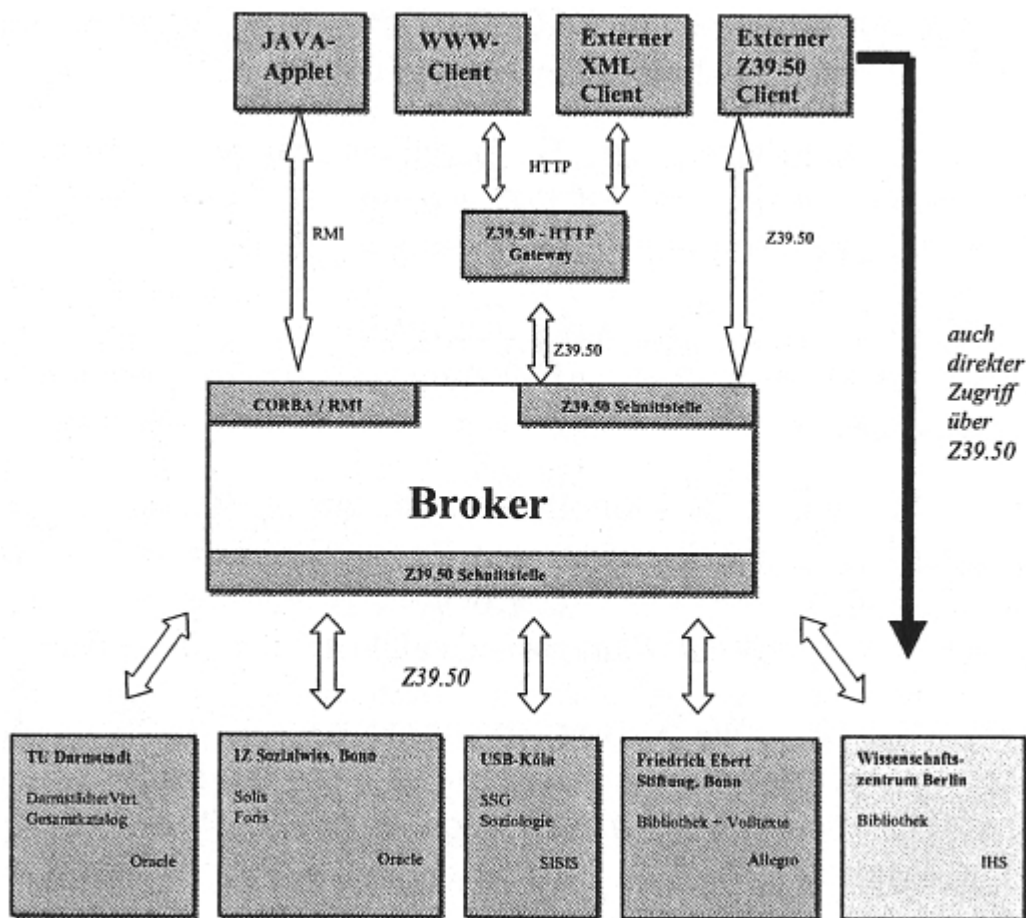 JAVA-
Applet
WWW-
Client
Externer
XML
Client
Externer
Z39.50
Client
HTTP
RMI
Z39.50 - HTTP
Gateway
Z39.50
Z39.50
auch
direkter
Zugriff
über
Z39.50
CORBA / RMI
Z39.50 Schnittstelle
Broker
Z39.50 Schnittstelle
Z39.50
TU Darmstadt
DarmstädterVirt.
Gesamtkatalog
Oracle
IZ Sozialwiss. Bonn
Solis
Foris
Oracle
USB-Köln
SSG
Soziologie
SISIS
Friedrich Ebert
Stiftung, Bonn
Bibliothek + Volltexte
Allegro
Wissenschafts-
zentrum Berlin
Bibliothek
IHS